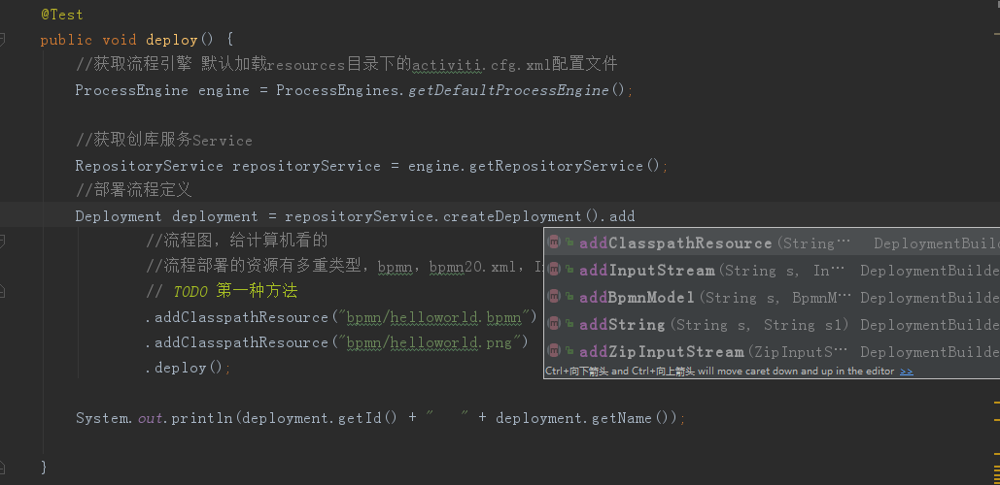 @Test
public void deploy() {
//获取流程引擎 默认加载resources目录下的activiti.cfg.xml配置文件
ProcessEngine engine = ProcessEngines.getDefaultProcessEngine();
//获取创库服务Service
RepositoryService repositoryService = engine.getRepositoryService();
//部署流程定义
Deployment deployment = repositoryService.createDeployment().add
//流程图，给计算机看的
//流程部署的资源有多重类型，bpmn，bpmn20.xml，I
// TODO 第一种方法
.addClasspathResource("bpmn/helloworld.bpmn")
.addClasspathResource("bpmn/helloworld.png")
.deploy();
addClasspathResource(String… DeploymentBuilde
addInputStream(String s, In… DeploymentBuilde
addBpmnModel(String s, BpmnM… DeploymentBuilde
addString(String s, String s1) DeploymentBuilde
addZipInputStream(ZipInputS… DeploymentBuilde
Ctrl+向下箭头 and Ctrl+向上箭头 will move caret down and up in the editor >>
System.out.println(deployment.getId() + "   " + deployment.getName());
}